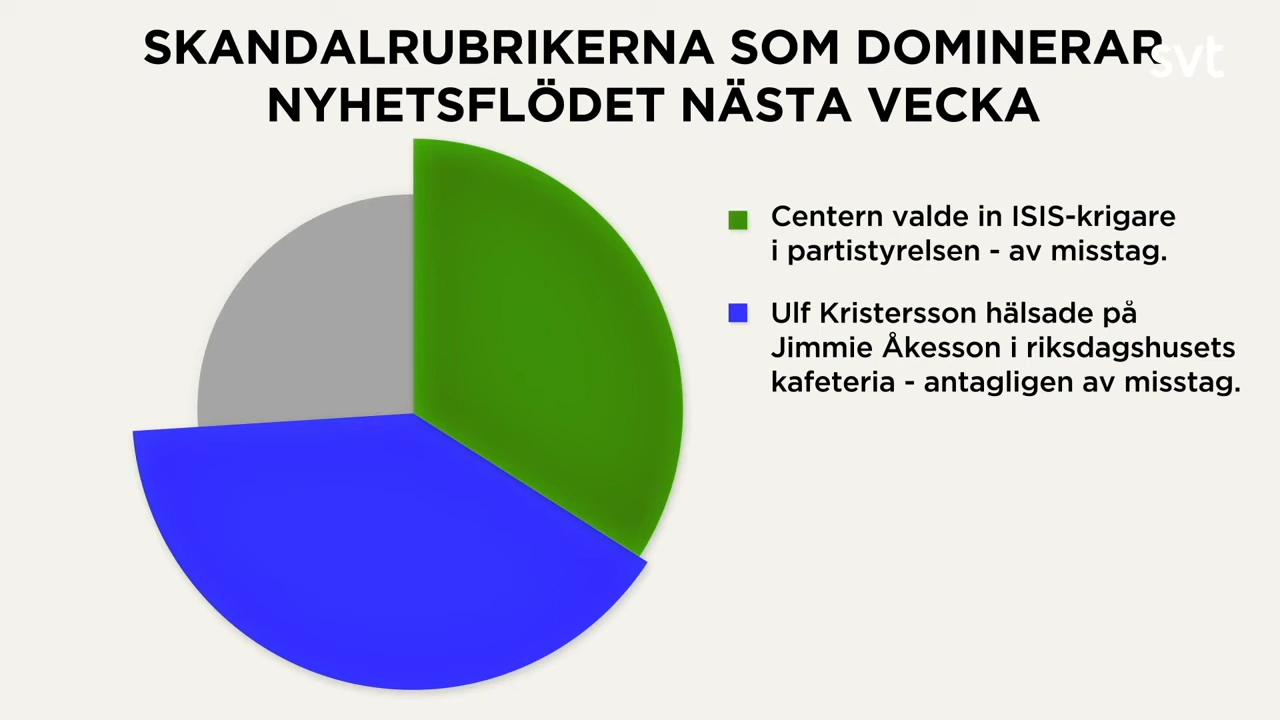 SKANDALRUBRIKERNA SOM DOMINERAR
NYHETSFLÖDET NÄSTA VECKA
svt
Centern valde in ISIS-krigare
i partistyrelsen - av misstag.
Ulf Kristersson hälsade på
Jimmie Åkesson i riksdagshusets
kafeteria - antagligen av misstag.